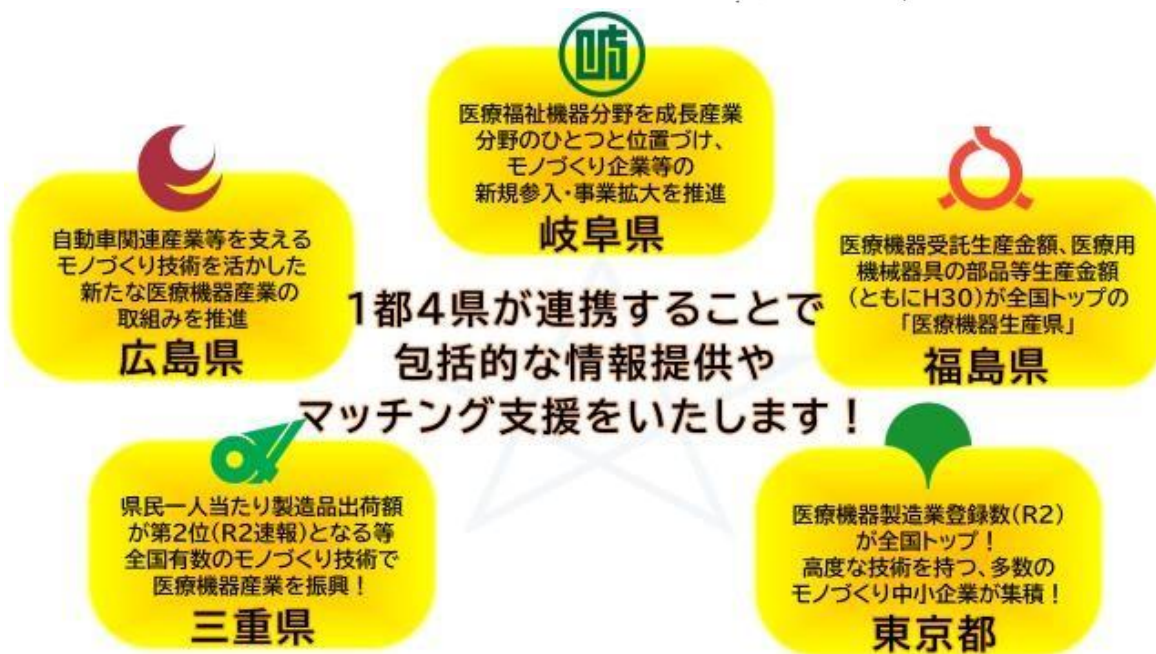 医療福祉機器分野を成長産業
分野のひとつと位置づけ、
モノづくり企業等の
新規参入・事業拡大を推進
岐阜県
自動車関連産業等を支える
モノづくり技術を活かした
新たな医療機器産業の
取組みを推進
広島県
医療機器受託生産金額、医療用
機械器具の部品等生産金額
(ともにH30)が全国トップの
「医療機器生産県」
福島県
1都4県が連携することで
包括的な情報提供や
マッチング支援をいたします!
県民一人当たり製造品出荷額
が第2位(R2速報)となる等
全国有数のモノづくり技術で
医療機器産業を振興!
三重県
医療機器製造業登録数(R2)
が全国トップ!
高度な技術を持つ、多数の
モノづくり中小企業が集積!
東京都